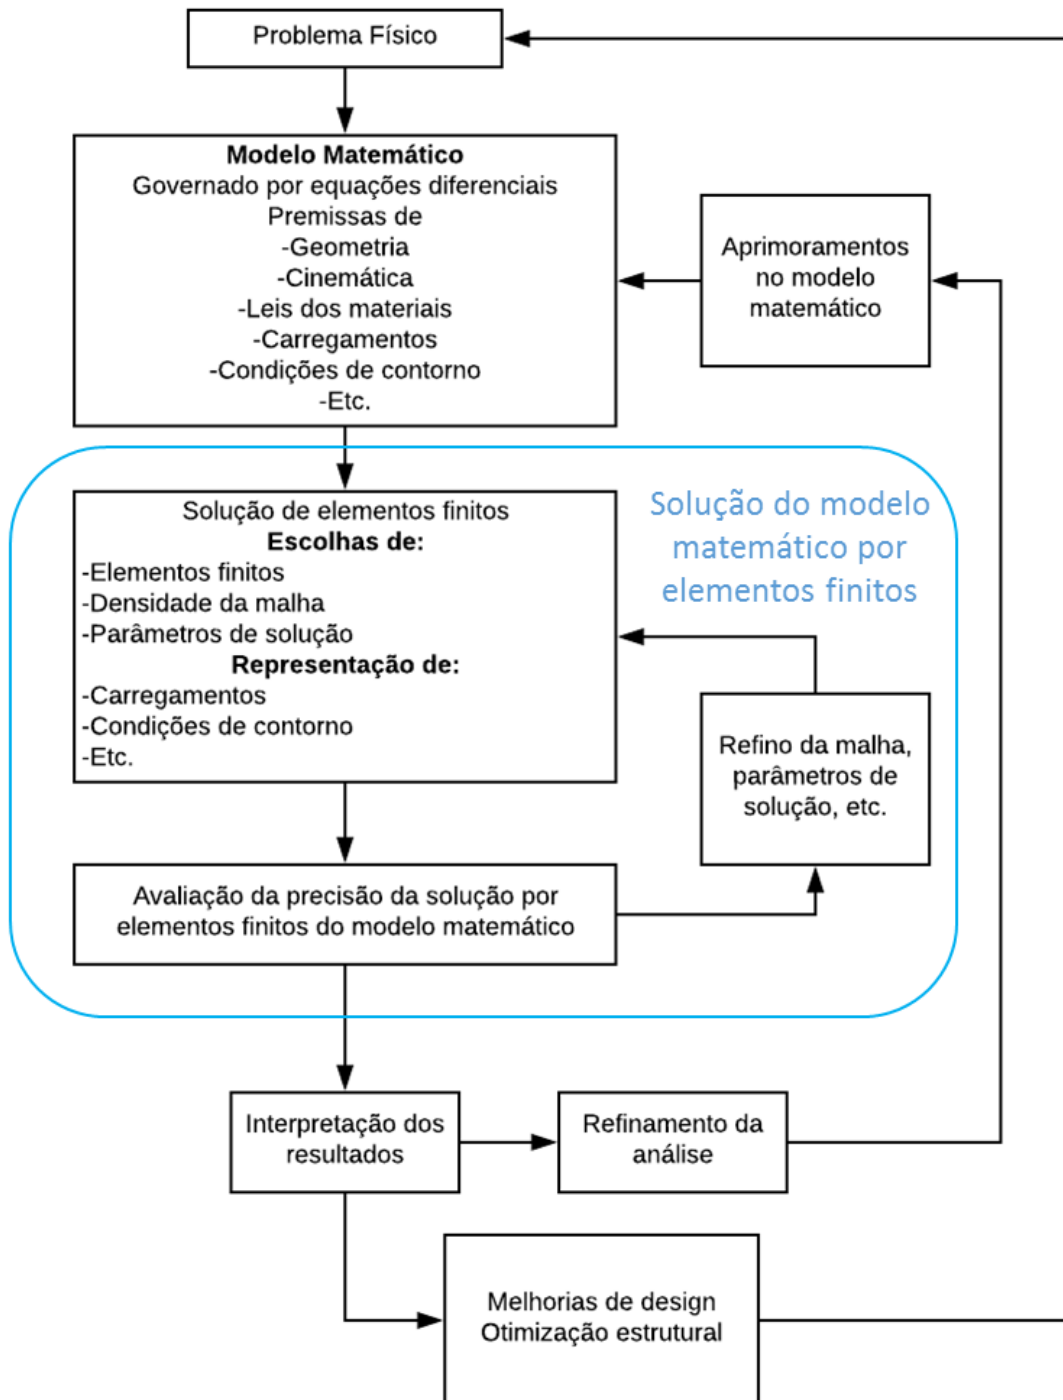 Problema Físico
Modelo Matemático
Governado por equações diferenciais
Premissas de
-Geometria
-Cinemática
-Leis dos materiais
-Carregamentos
-Condições de contorno
-Etc.
Aprimoramentos
no modelo
matemático
Solução de elementos finitos
Escolhas de:
-Elementos finitos
-Densidade da malha
-Parâmetros de solução
Representação de:
-Carregamentos
-Condições de contorno
-Etc.
Solução do modelo
matemático por
elementos finitos
Refino da malha,
parâmetros de
solução, etc.
Avaliação da precisão da solução por
elementos finitos do modelo matemático
Interpretação dos
resultados
Refinamento da
análise
Melhorias de design
Otimização estrutural